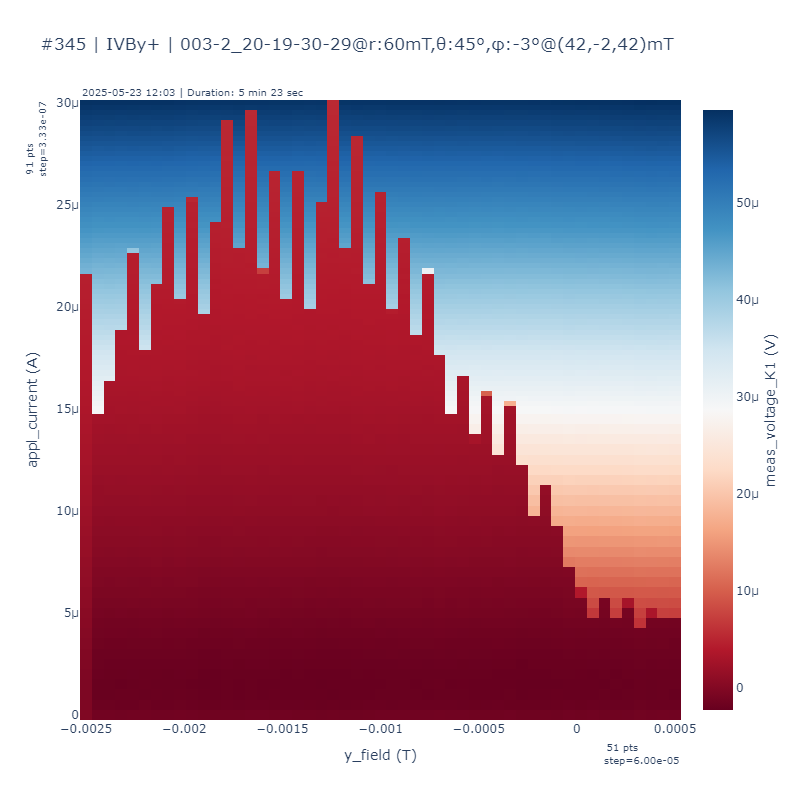 #345 | IVBy+ | 003-2_20-19-30-29@r:60mT,θ:45º,φ:-3º@(42,-2,42)mT
2025-05-23 12:03 | Duration: 5 min 23 sec
91 pts
step=3.33e-07
30μ
25μ
20μ
15μ
10μ
5μ
0
appl_current (A)
−0.0025
−0.002
−0.0015
−0.001
−0.0005
0
0.0005
y_field (T)
51 pts
step=6.00e-05
50μ
40μ
30μ
20μ
10μ
0
meas_voltage_K1 (V)